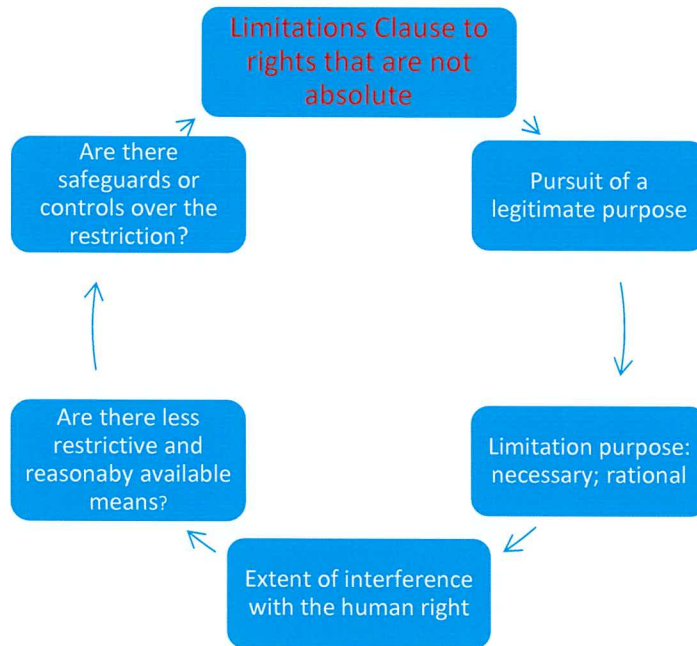 Limitations Clause to
rights that are not
absolute
Pursuit of a
legitimate purpose
Limitation purpose:
necessary; rational
Extent of interference
with the human right
Are there less
restrictive and
reasonaby available
means?
Are there
safeguards or
controls over the
restriction?